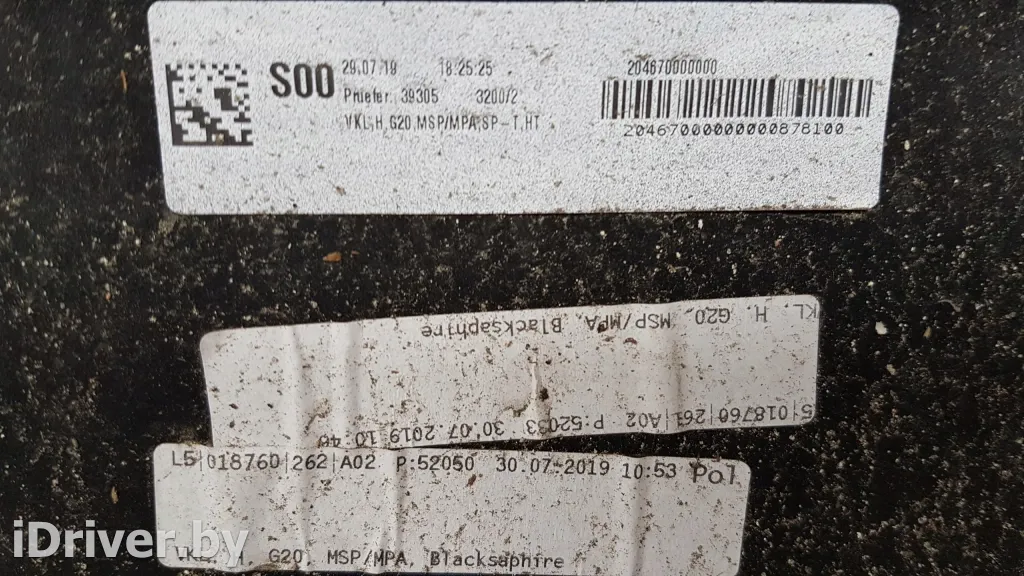 S00
29.07.19 18:25:25
Pniefer. 39305 3200/2
VKL,H,G20,MSP/MPA,SP-T,HT
204670000000
20467000000000878100
KL. H. G20, MSP/MPA, Blacksaphire
5|018760|261|A02 P:52033 30.07.2019 10:40
L5|018760|262|A02 P:52050 30.07.2019 10:53 Pol
VKL, H. G20, MSP/MPA, Blacksaphire
iDriver.by